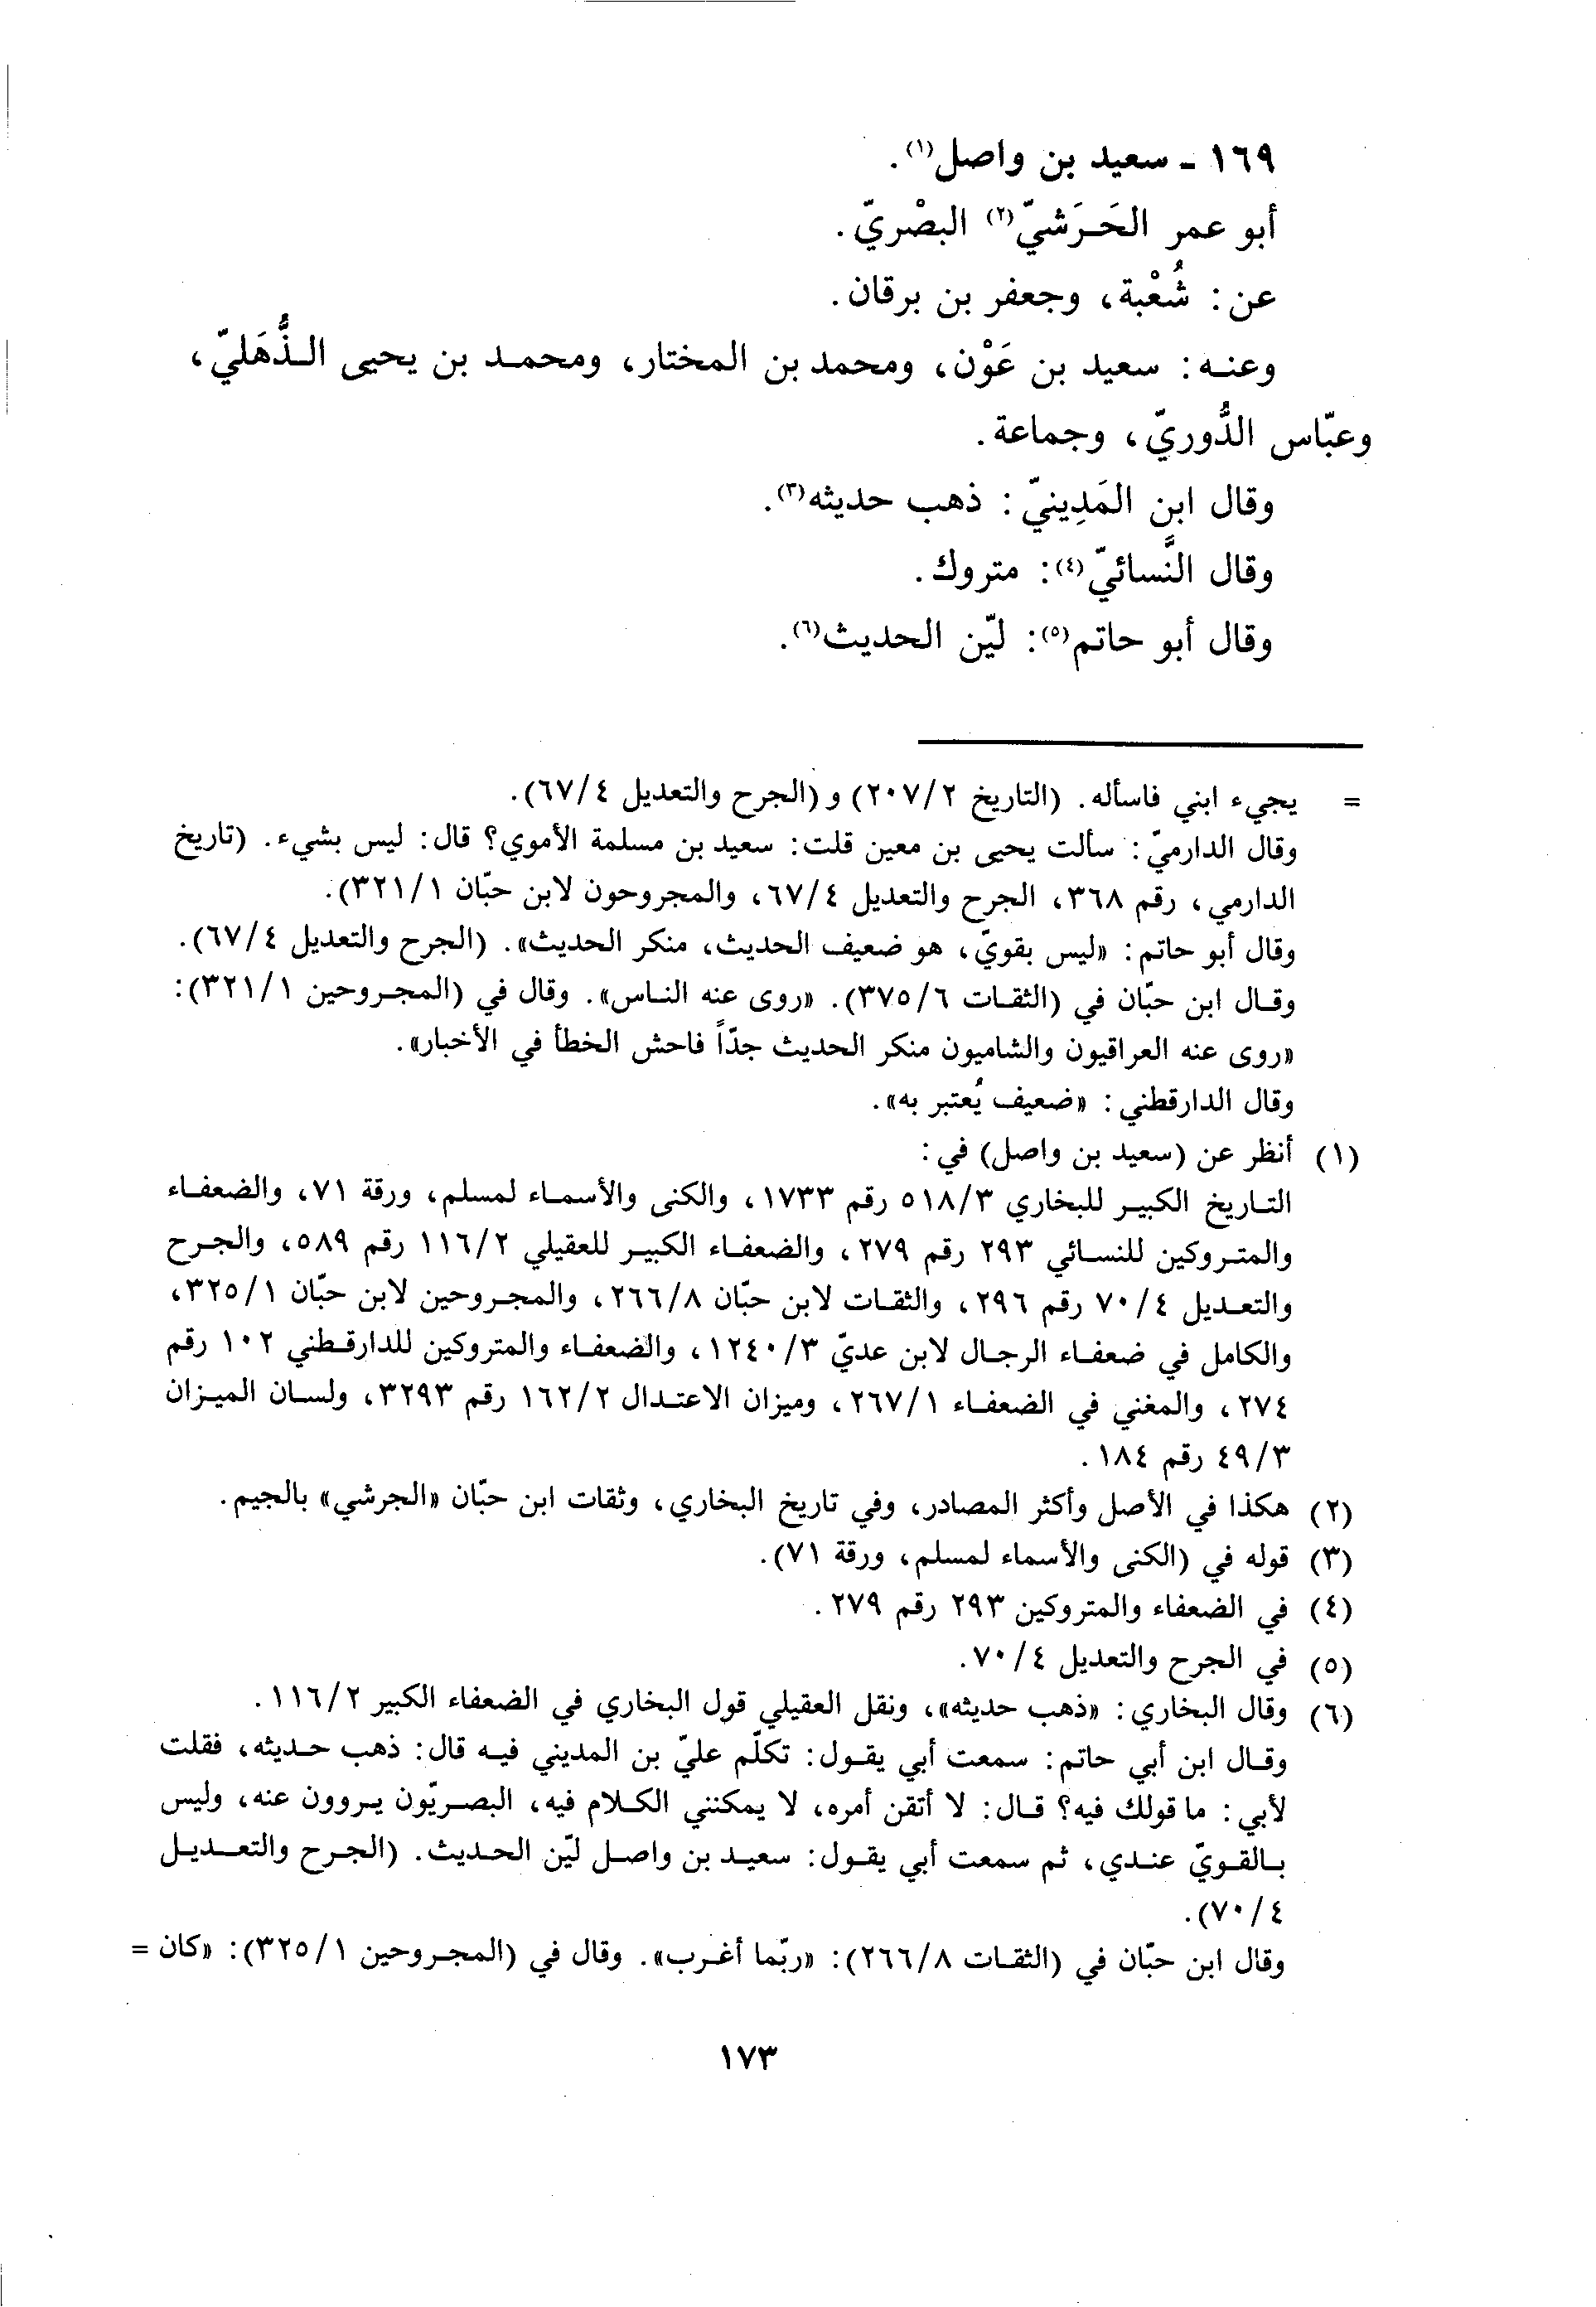 ١٦٩ - سعيد بن واصل(١).
أبو عمر الحَرَشيّ(٢) البصْريّ.
عن: شُعْبة، وجعفر بن برقان.
وعنه: سعيد بن عَوْن، ومحمد بن المختار، ومحمد بن يحيى الذُّهَليّ،
وعبّاس الدُّوريّ، وجماعة.
وقال ابن المَدِينيّ: ذهب حديثه(٣).
وقال النَّسائيّ(٤): متروك.
وقال أبو حاتم(٥): ليّن الحديث(٦).
= يجيء ابني فاسأله. (التاريخ ٢/٢٠٧) و (الجرح والتعديل ٤/٦٧).
وقال الدارميّ: سألت يحيى بن معين قلت: سعيد بن مسلمة الأموي؟ قال: ليس بشيء. (تاريخ
الدارمي، رقم ٣٦٨، الجرح والتعديل ٤/٦٧، والمجروحون لابن حبّان ١/٣٢١).
وقال أبو حاتم: «ليس بقويّ، هو ضعيف الحديث، منكر الحديث». (الجرح والتعديل ٤/٦٧).
وقال ابن حبّان في (الثقات ٦/٣٧٥). «روى عنه الناس». وقال في (المجروحين ١/٣٢١):
«روى عنه العراقيون والشاميون منكر الحديث جدّاً فاحش الخطأ في الأخبار».
وقال الدارقطني: «ضعيف يُعتبر به».
(١) أنظر عن (سعيد بن واصل) في:
التاريخ الكبير للبخاري ٣/٥١٨ رقم ١٧٣٣، والكنى والأسماء لمسلم، ورقة ٧١، والضعفاء
والمتروكين للنسائي ٢٩٣ رقم ٢٧٩، والضعفاء الكبير للعقيلي ٢/١١٦ رقم ٥٨٩، والجرح
والتعديل ٤/٧٠ رقم ٢٩٦، والثقات لابن حبّان ٨/٢٦٦، والمجروحين لابن حبّان ١/٣٢٥،
والكامل في ضعفاء الرجال لابن عديّ ٣/١٢٤٠، والضعفاء والمتروكين للدارقطني ١٠٢ رقم
٢٧٤، والمغني في الضعفاء ١/٢٦٧، وميزان الاعتدال ٢/١٦٢ رقم ٣٢٩٣، ولسان الميزان
٣/٤٩ رقم ١٨٤.
(٢) هكذا في الأصل وأكثر المصادر، وفي تاريخ البخاري، وثقات ابن حبّان «الجرشي» بالجيم.
(٣) قوله في (الكنى والأسماء لمسلم، ورقة ٧١).
(٤) في الضعفاء والمتروكين ٢٩٣ رقم ٢٧٩.
(٥) في الجرح والتعديل ٤/٧٠.
(٦) وقال البخاري: «ذهب حديثه»، ونقل العقيلي قول البخاري في الضعفاء الكبير ٢/١١٦.
وقال ابن أبي حاتم: سمعت أبي يقول: تكلّم عليّ بن المديني فيه قال: ذهب حديثه، فقلت
لأبي: ما قولك فيه؟ قال: لا أتقن أمره، لا يمكنني الكلام فيه، البصريّون يروون عنه، وليس
بالقويّ عندي، ثم سمعت أبي يقول: سعيد بن واصل ليّن الحديث. (الجرح والتعديل
٤/٧٠).
وقال ابن حبّان في (الثقات ٨/٢٦٦): «ربّما أغرب». وقال في (المجروحين ١/٣٢٥): «كان =
١٧٣